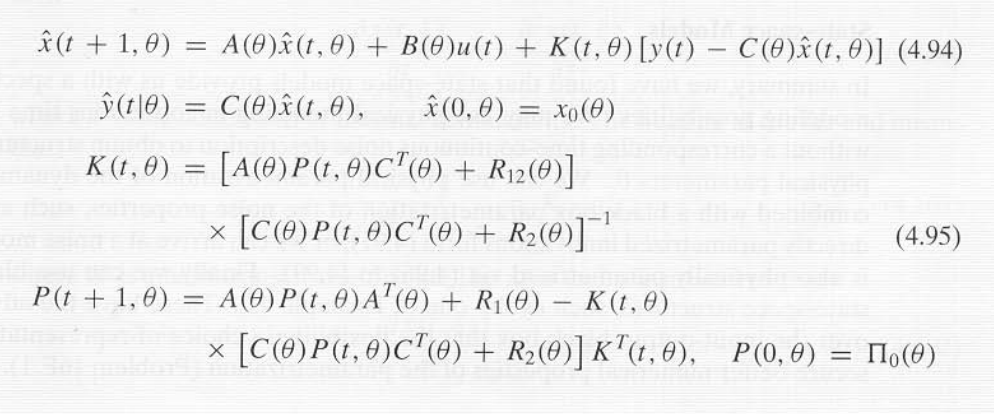 x̂(t + 1, θ) = A(θ)x̂(t, θ) + B(θ)u(t) + K(t, θ) [y(t) − C(θ)x̂(t, θ)] (4.94)
ŷ(t|θ) = C(θ)x̂(t, θ), x̂(0, θ) = x₀(θ)
K(t, θ) = [A(θ)P(t, θ)Cᵀ(θ) + R₁₂(θ)]
× [C(θ)P(t, θ)Cᵀ(θ) + R₂(θ)]⁻¹ (4.95)
P(t + 1, θ) = A(θ)P(t, θ)Aᵀ(θ) + R₁(θ) − K(t, θ)
× [C(θ)P(t, θ)Cᵀ(θ) + R₂(θ)] Kᵀ(t, θ), P(0, θ) = Π₀(θ)